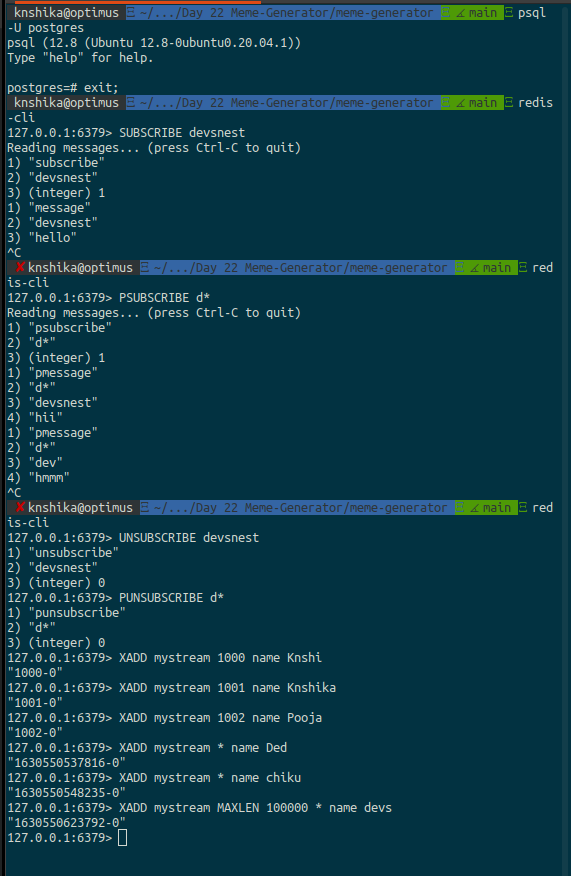 knshika@optimus Ξ ~/.../Day 22 Meme-Generator/meme-generator Ξ ∡ main Ξ psql
-U postgres
psql (12.8 (Ubuntu 12.8-0ubuntu0.20.04.1))
Type "help" for help.
postgres=# exit;
knshika@optimus Ξ ~/.../Day 22 Meme-Generator/meme-generator Ξ ∡ main Ξ redis
-cli
127.0.0.1:6379> SUBSCRIBE devsnest
Reading messages... (press Ctrl-C to quit)
1) "subscribe"
2) "devsnest"
3) (integer) 1
1) "message"
2) "devsnest"
3) "hello"
^C
✘ knshika@optimus Ξ ~/.../Day 22 Meme-Generator/meme-generator Ξ ∡ main Ξ red
is-cli
127.0.0.1:6379> PSUBSCRIBE d*
Reading messages... (press Ctrl-C to quit)
1) "psubscribe"
2) "d*"
3) (integer) 1
1) "pmessage"
2) "d*"
3) "devsnest"
4) "hii"
1) "pmessage"
2) "d*"
3) "dev"
4) "hmmm"
^C
✘ knshika@optimus Ξ ~/.../Day 22 Meme-Generator/meme-generator Ξ ∡ main Ξ red
is-cli
127.0.0.1:6379> UNSUBSCRIBE devsnest
1) "unsubscribe"
2) "devsnest"
3) (integer) 0
127.0.0.1:6379> PUNSUBSCRIBE d*
1) "punsubscribe"
2) "d*"
3) (integer) 0
127.0.0.1:6379> XADD mystream 1000 name Knshi
"1000-0"
127.0.0.1:6379> XADD mystream 1001 name Knshika
"1001-0"
127.0.0.1:6379> XADD mystream 1002 name Pooja
"1002-0"
127.0.0.1:6379> XADD mystream * name Ded
"1630550537816-0"
127.0.0.1:6379> XADD mystream * name chiku
"1630550548235-0"
127.0.0.1:6379> XADD mystream MAXLEN 100000 * name devs
"1630550623792-0"
127.0.0.1:6379>